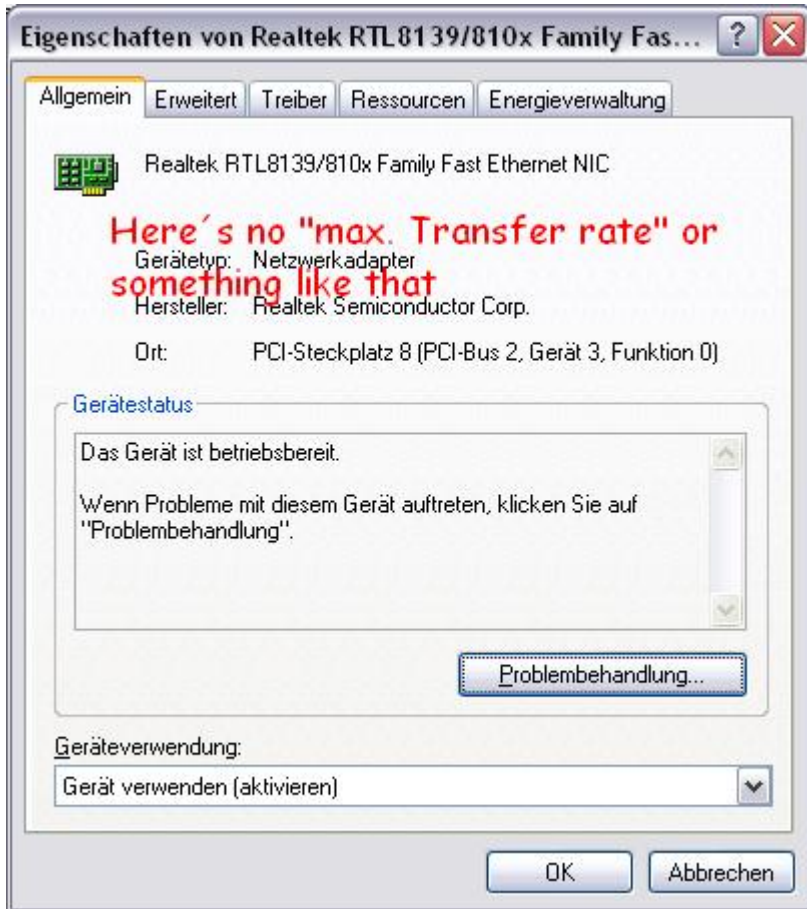 Eigenschaften von Realtek RTL8139/810x Family Fas...
Allgemein Erweitert Treiber Ressourcen Energieverwaltung
Realtek RTL8139/810x Family Fast Ethernet NIC
Here´s no "max. Transfer rate" or
something like that
Gerätetyp: Netzwerkadapter
Hersteller: Realtek Semiconductor Corp.
Ort: PCI-Steckplatz 8 (PCI-Bus 2, Gerät 3, Funktion 0)
Gerätestatus
Das Gerät ist betriebsbereit.
Wenn Probleme mit diesem Gerät auftreten, klicken Sie auf
"Problembehandlung".
Problembehandlung...
Geräteverwendung:
Gerät verwenden (aktivieren)
OK Abbrechen